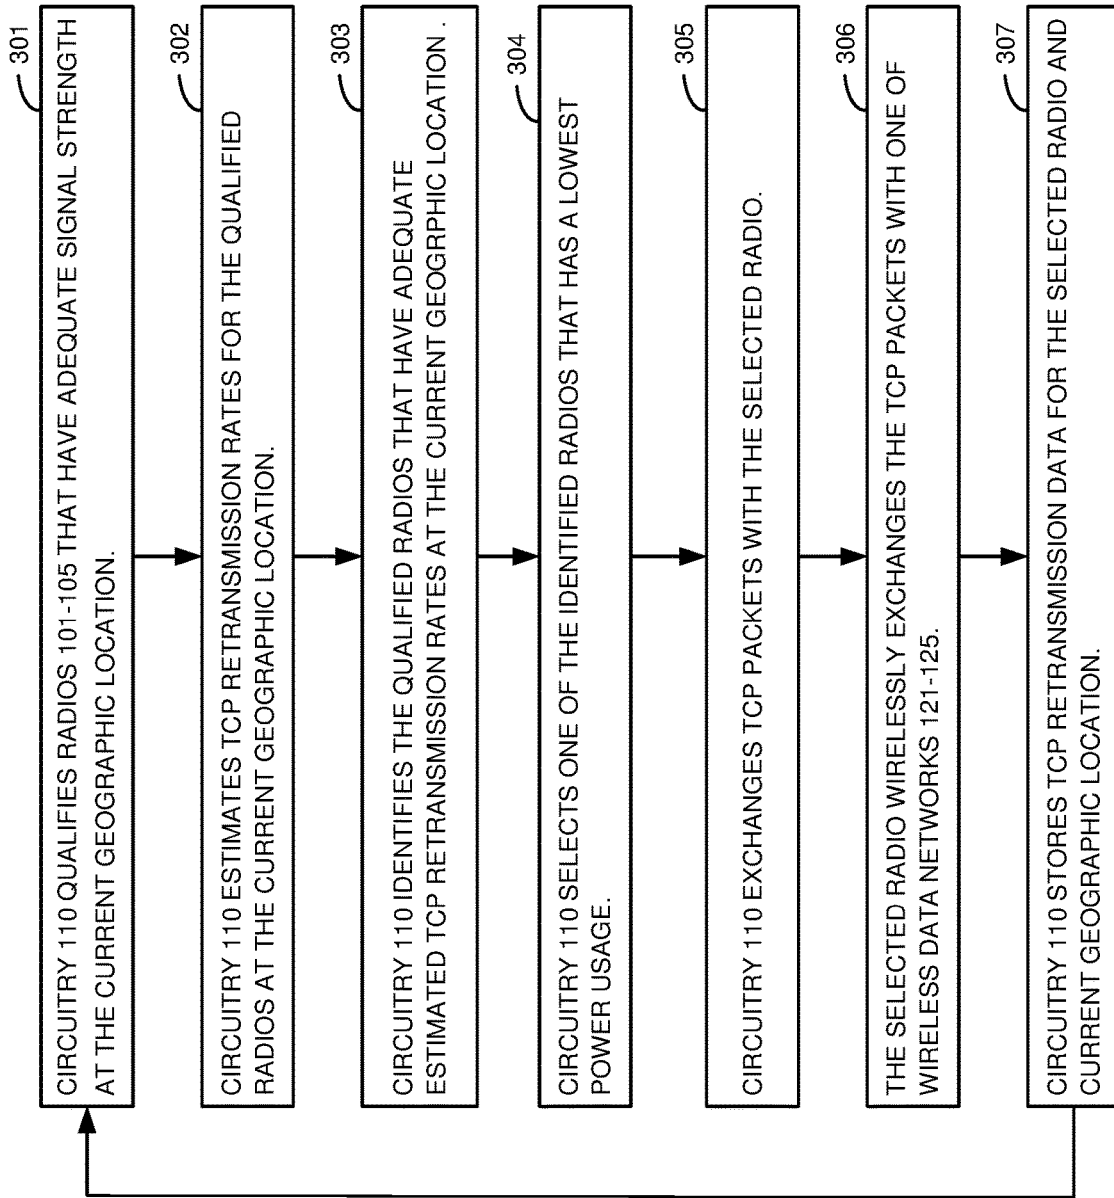 301
CIRCUITRY 110 QUALIFIES RADIOS 101-105 THAT HAVE ADEQUATE SIGNAL STRENGTH
AT THE CURRENT GEOGRAPHIC LOCATION.
302
CIRCUITRY 110 ESTIMATES TCP RETRANSMISSION RATES FOR THE QUALIFIED
RADIOS AT THE CURRENT GEOGRAPHIC LOCATION.
303
CIRCUITRY 110 IDENTIFIES THE QUALIFIED RADIOS THAT HAVE ADEQUATE
ESTIMATED TCP RETRANSMISSION RATES AT THE CURRENT GEOGRPHIC LOCATION .
304
CIRCUITRY 110 SELECTS ONE OF THE IDENTIFIED RADIOS THAT HAS A LOWEST
POWER USAGE.
305
CIRCUITRY 110 EXCHANGES TCP PACKETS WITH THE SELECTED RADIO.
306
THE SELECTED RADIO WIRELESSLY EXCHANGES THE TCP PACKETS WITH ONE OF
WIRELESS DATA NETWORKS 121-125.
307
CIRCUITRY 110 STORES TCP RETRANSMISSION DATA FOR THE SELECTED RADIO AND
CURRENT GEOGRAPHIC LOCATION.